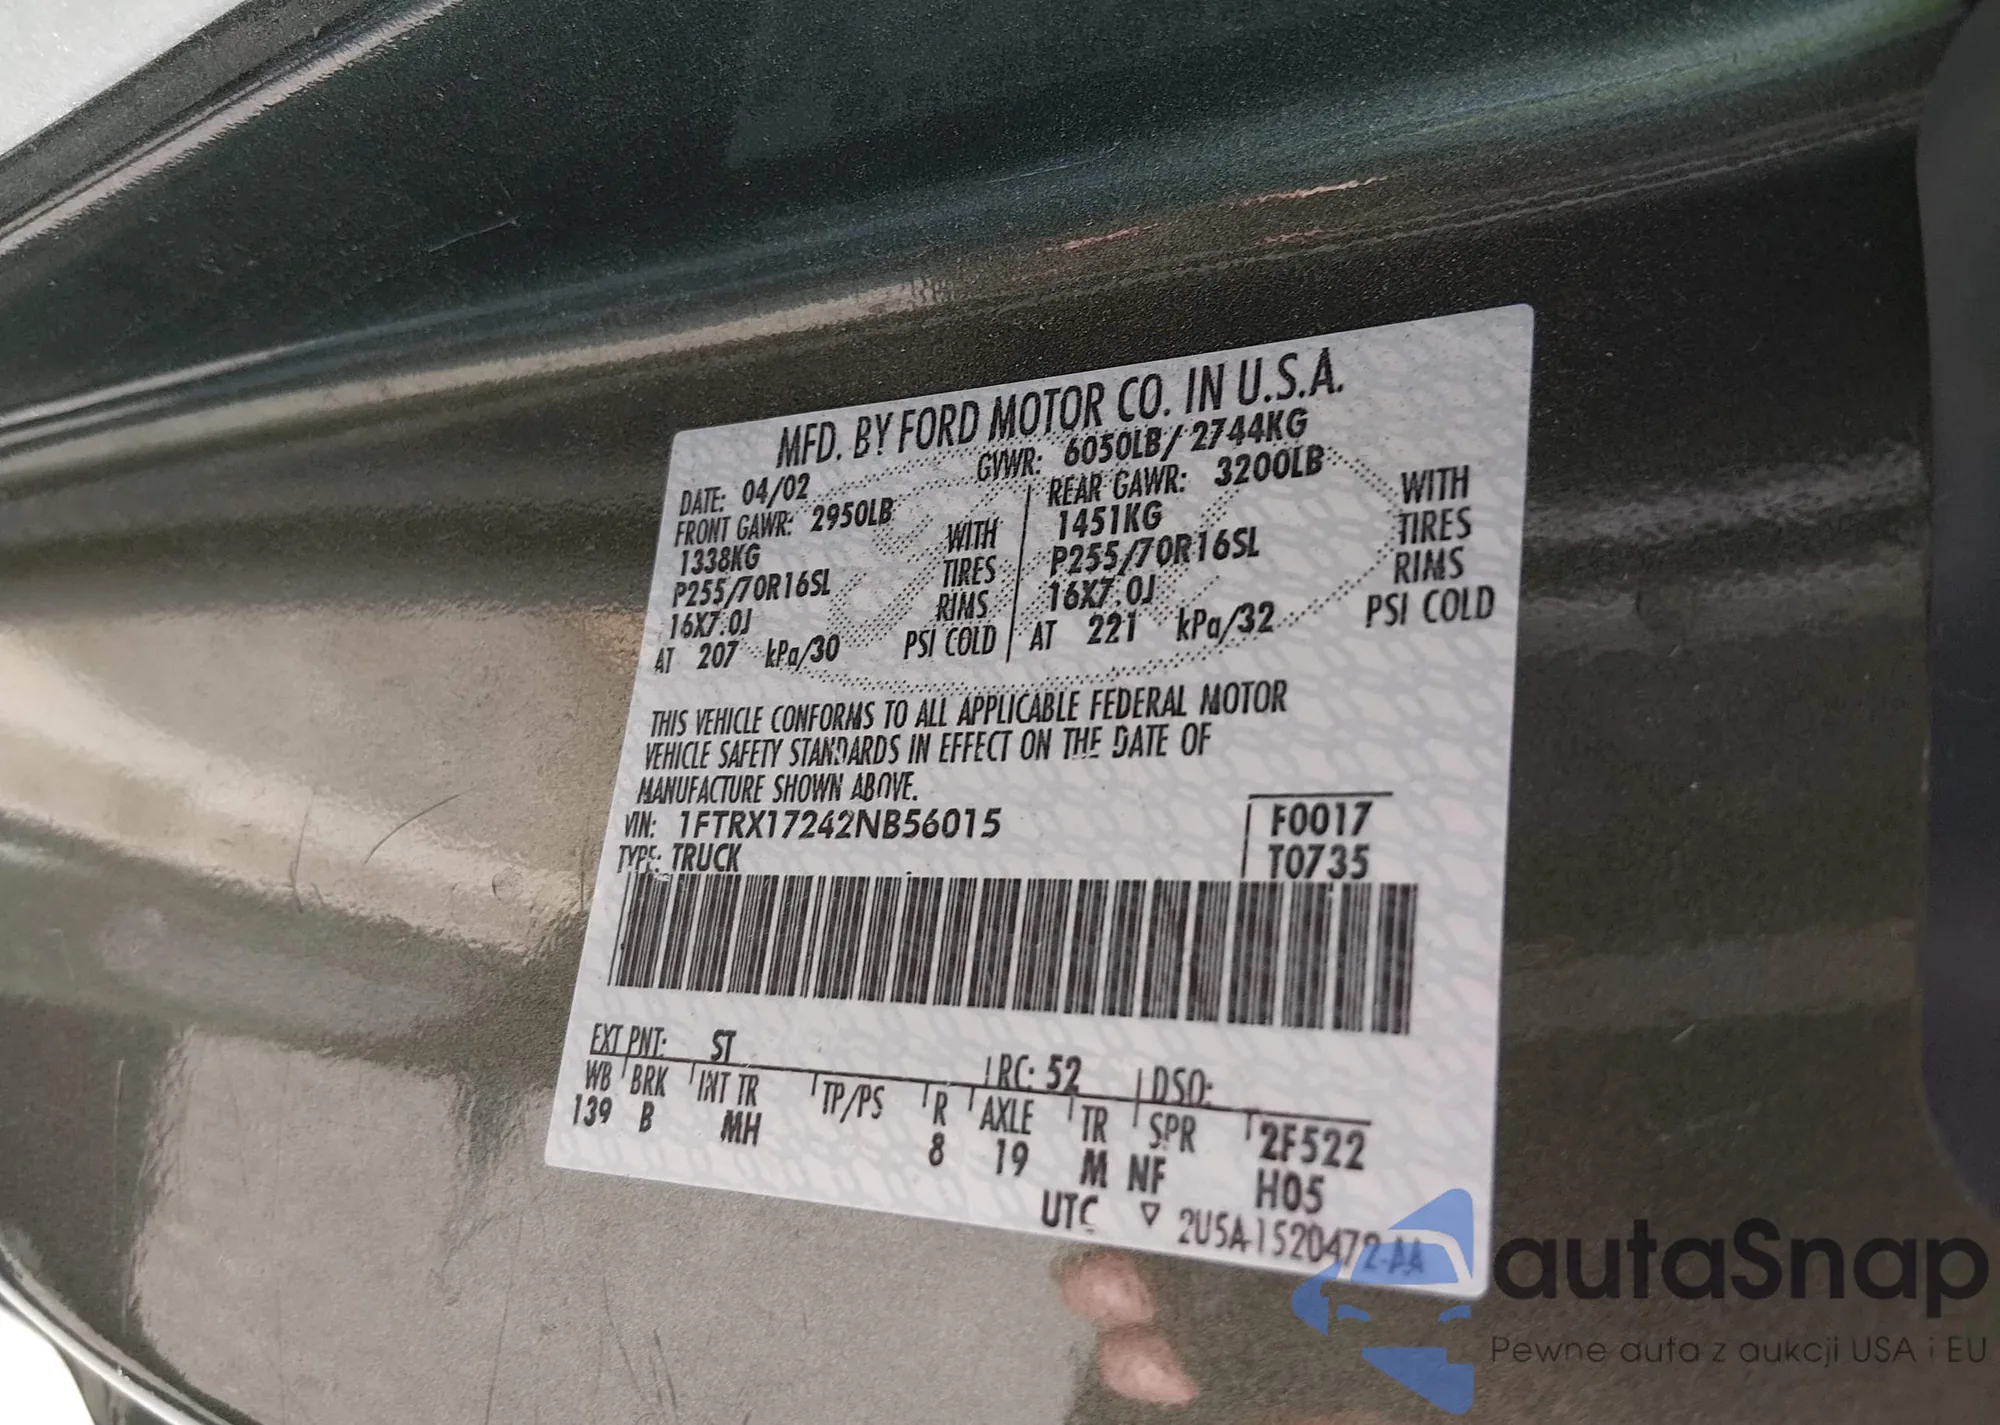 MFD. BY FORD MOTOR CO. IN U.S.A.
DATE: 04/02 GVWR: 6050LB/ 2744KG
FRONT GAWR: 2950LB REAR GAWR: 3200LB
1338KG WITH 1451KG WITH
P255/70R16SL TIRES P255/70R16SL TIRES
16X7.0J RIMS 16X7.0J RIMS
AT 207 kPa/30 PSI COLD AT 221 kPa/32 PSI COLD
THIS VEHICLE CONFORMS TO ALL APPLICABLE FEDERAL MOTOR
VEHICLE SAFETY STANDARDS IN EFFECT ON THE DATE OF
MANUFACTURE SHOWN ABOVE.
VIN: 1FTRX17242NB56015 F0017
TYPE: TRUCK T0735
EXT PNT: ST RC: 52 DSO:
WB BRK INT TR TP/PS R AXLE TR SPR 2F522
139 B MH 8 19 M NF H05
UTC ▽ 2U5A-1520472-AA
autaSnap
Pewne auta z aukcji USA i EU